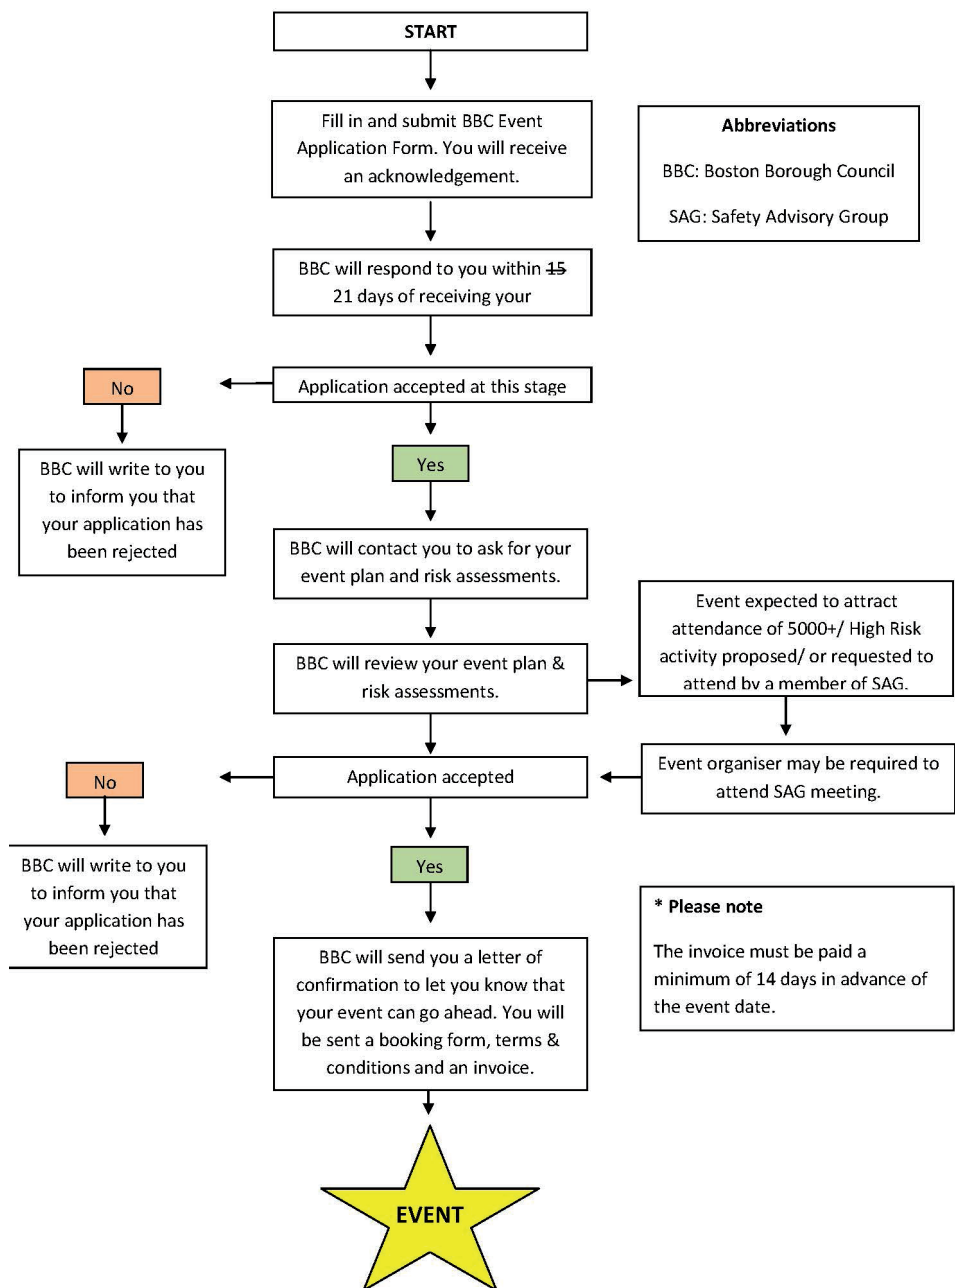 START
Fill in and submit BBC Event
Application Form. You will receive
an acknowledgement.
Abbreviations
BBC: Boston Borough Council
SAG: Safety Advisory Group
BBC will respond to you within 15
21 days of receiving your
Application accepted at this stage
No
BBC will write to you
to inform you that
your application has
been rejected
Yes
BBC will contact you to ask for your
event plan and risk assessments.
BBC will review your event plan &
risk assessments.
Event expected to attract
attendance of 5000+/ High Risk
activity proposed/ or requested to
attend by a member of SAG.
Event organiser may be required to
attend SAG meeting.
Application accepted
No
BBC will write to you
to inform you that
your application has
been rejected
Yes
* Please note
The invoice must be paid a
minimum of 14 days in advance of
the event date.
BBC will send you a letter of
confirmation to let you know that
your event can go ahead. You will
be sent a booking form, terms &
conditions and an invoice.
EVENT